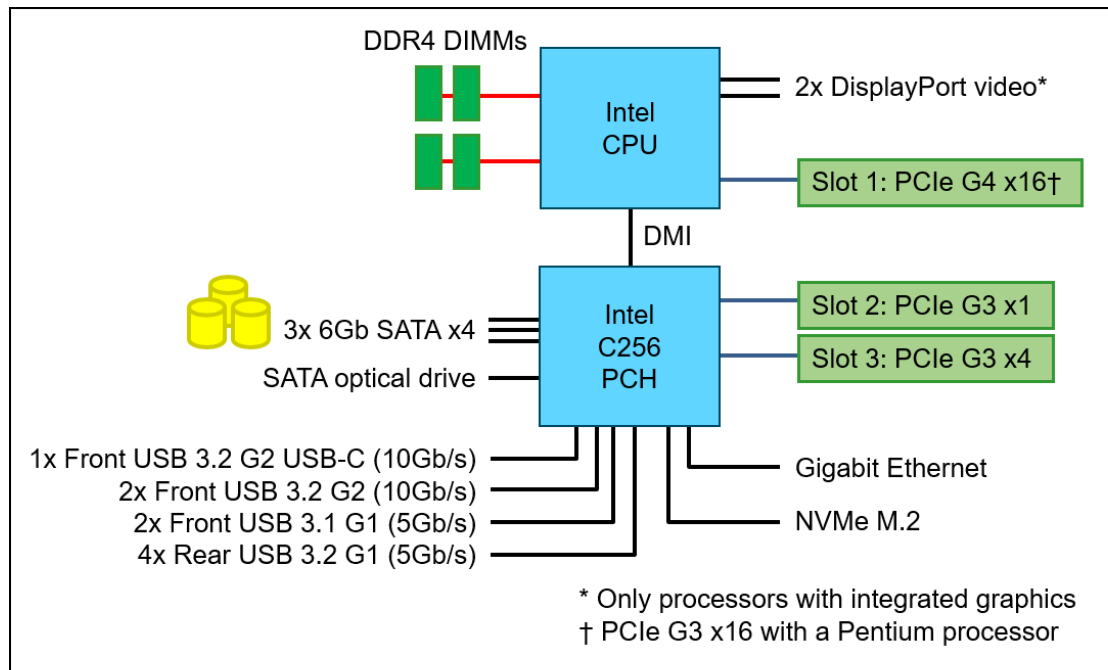 DDR4 DIMMs
Intel
CPU
2x DisplayPort video*
Slot 1: PCIe G4 x16†
DMI
3x 6Gb SATA x4
SATA optical drive
Intel
C256
PCH
Slot 2: PCIe G3 x1
Slot 3: PCIe G3 x4
1x Front USB 3.2 G2 USB-C (10Gb/s)
2x Front USB 3.2 G2 (10Gb/s)
2x Front USB 3.1 G1 (5Gb/s)
4x Rear USB 3.2 G1 (5Gb/s)
Gigabit Ethernet
NVMe M.2
* Only processors with integrated graphics
† PCIe G3 x16 with a Pentium processor